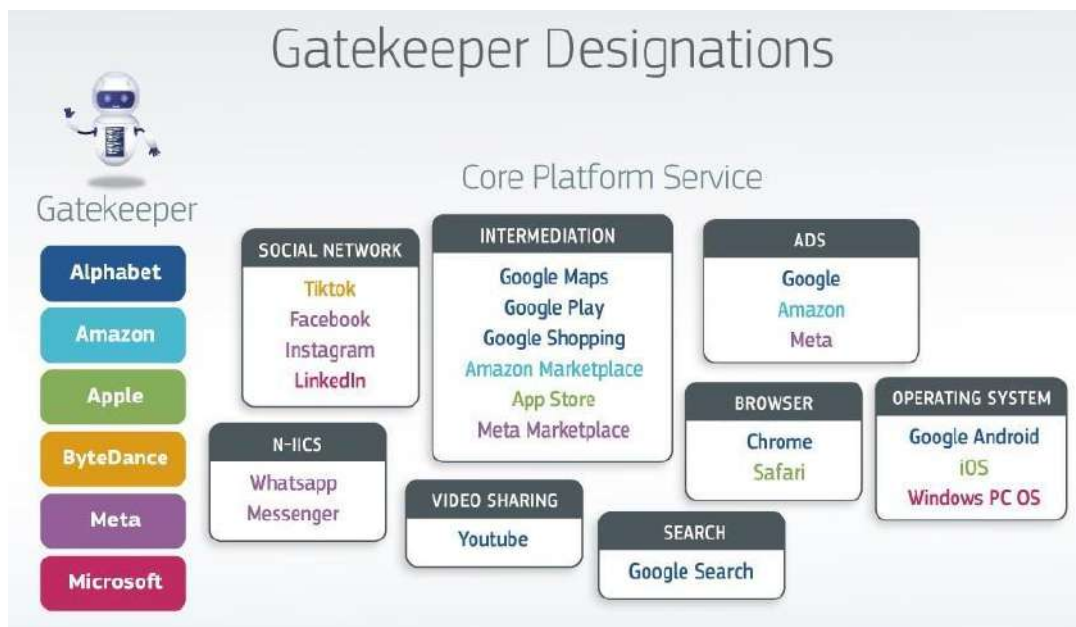 Gatekeeper Designations
Gatekeeper
Alphabet
Amazon
Apple
ByteDance
Meta
Microsoft
Core Platform Service
SOCIAL NETWORK
Tiktok
Facebook
Instagram
LinkedIn
INTERMEDIATION
Google Maps
Google Play
Google Shopping
Amazon Marketplace
App Store
Meta Marketplace
ADS
Google
Amazon
Meta
N-IICS
Whatsapp
Messenger
VIDEO SHARING
Youtube
BROWSER
Chrome
Safari
OPERATING SYSTEM
Google Android
iOS
Windows PC OS
SEARCH
Google Search